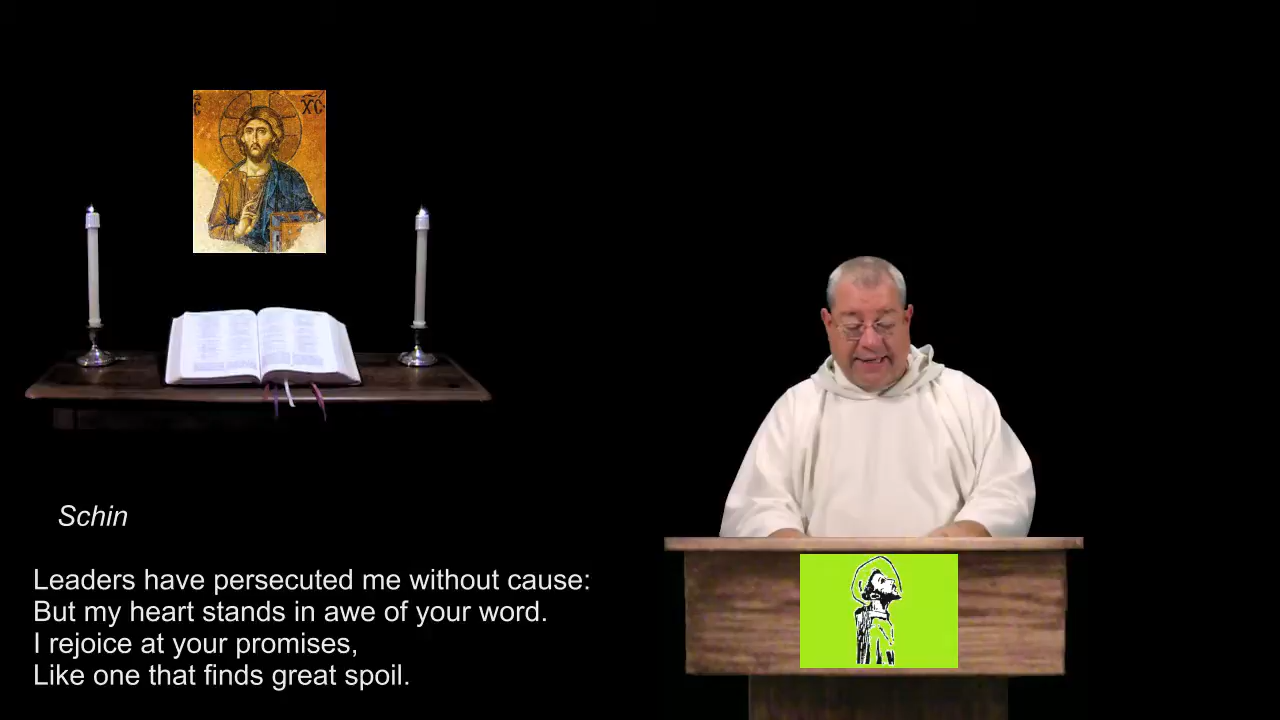 XC
Schin
Leaders have persecuted me without cause:
But my heart stands in awe of your word.
I rejoice at your promises,
Like one that finds great spoil.